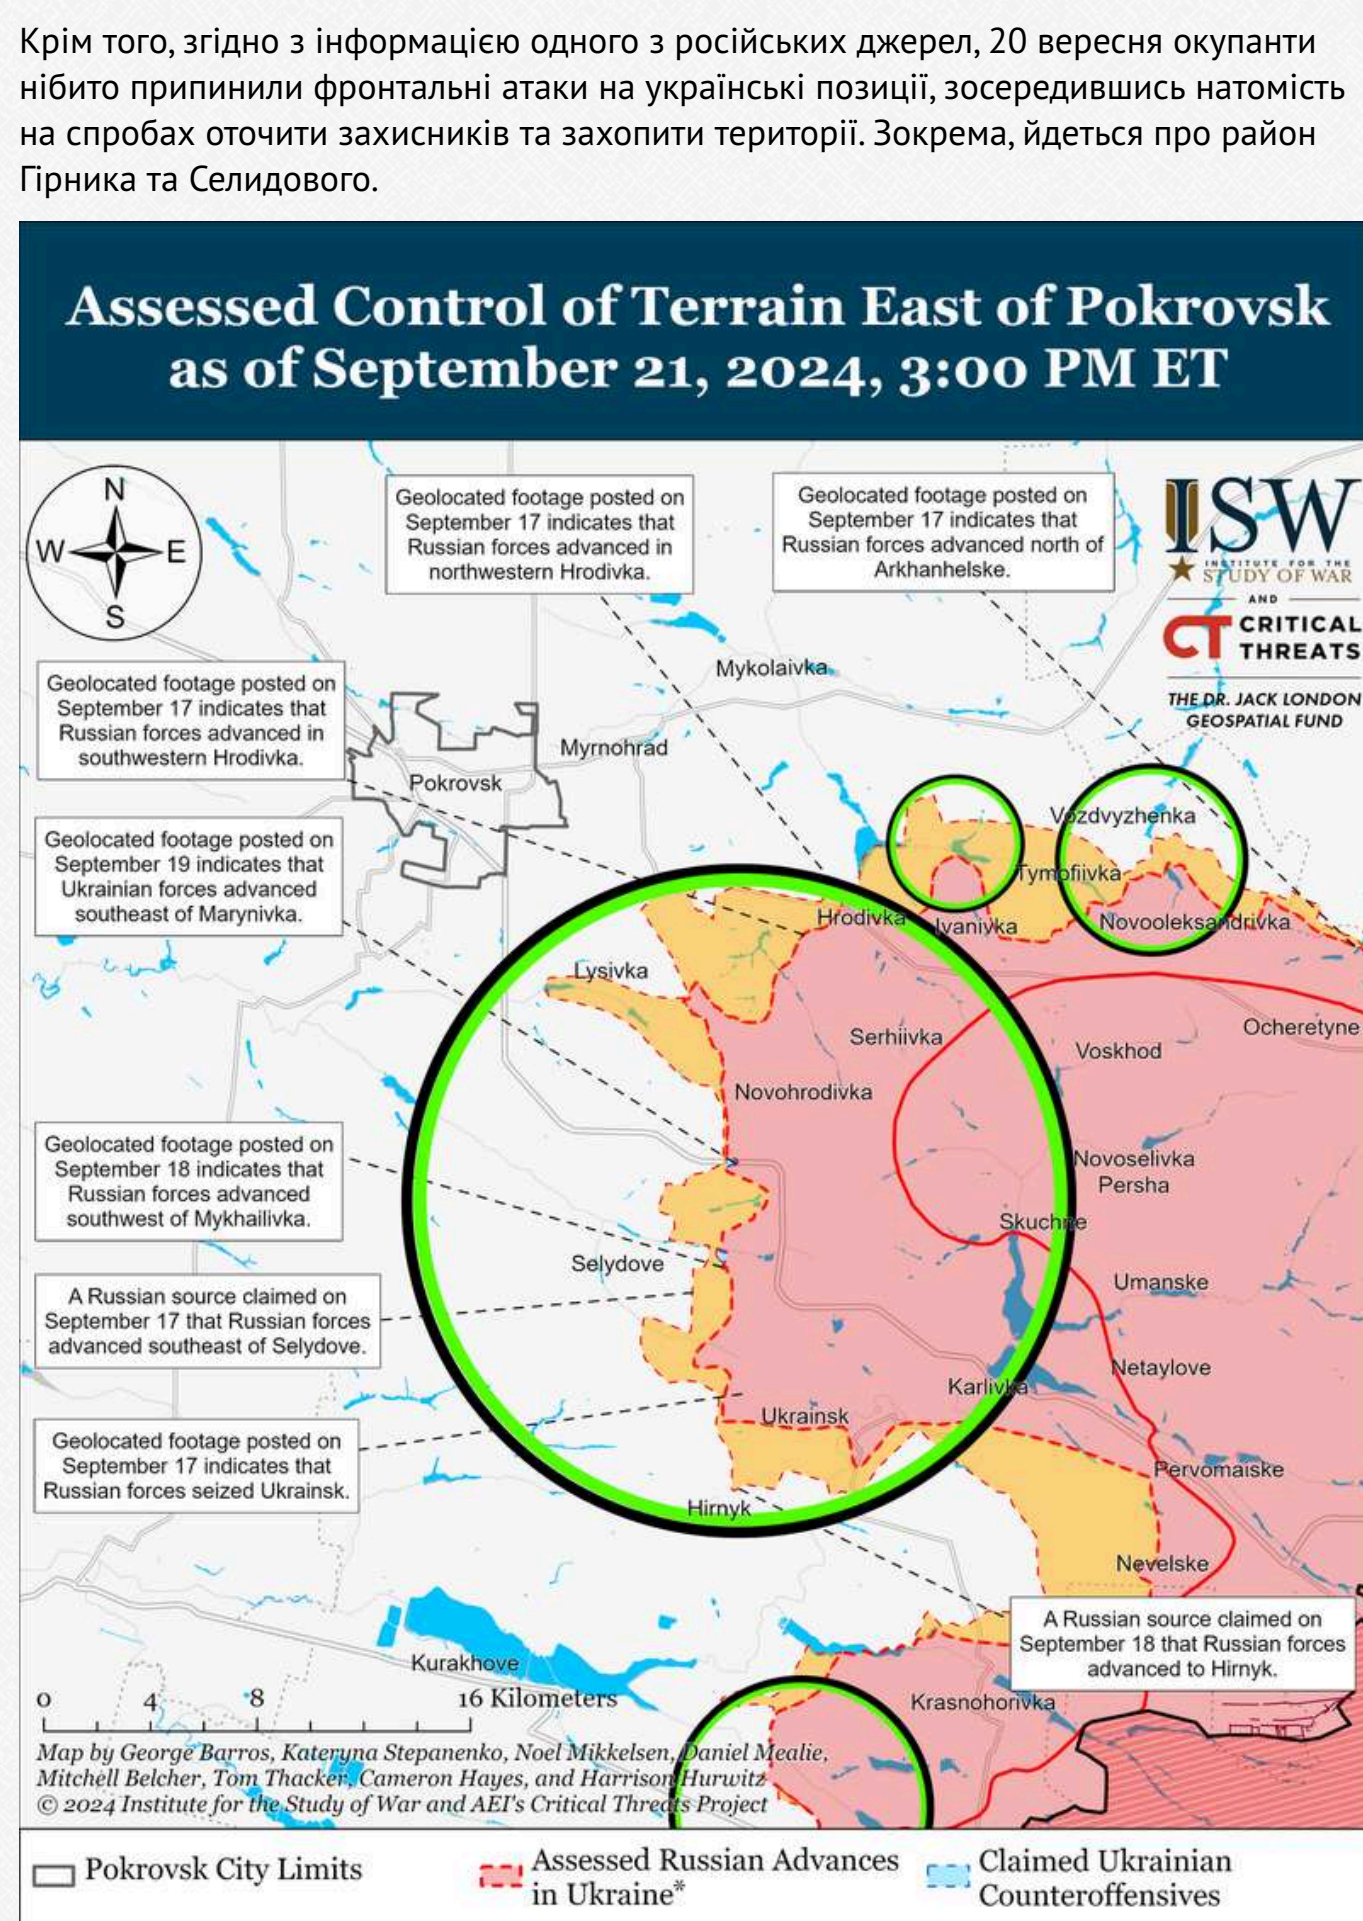 Крім того, згідно з інформацією одного з російських джерел, 20 вересня окупанти
нібито припинили фронтальні атаки на українські позиції, зосередившись натомість
на спробах оточити захисників та захопити території. Зокрема, йдеться про район
Гірника та Селидового.
Assessed Control of Terrain East of Pokrovsk
as of September 21, 2024, 3:00 PM ET
N
W E
S
Geolocated footage posted on
September 17 indicates that
Russian forces advanced in
northwestern Hrodivka.
Geolocated footage posted on
September 17 indicates that
Russian forces advanced north of
Arkhanhelske.
ISW
INSTITUTE FOR THE
STUDY OF WAR
AND
CT CRITICAL
THREATS
THE DR. JACK LONDON
GEOSPATIAL FUND
Geolocated footage posted on
September 17 indicates that
Russian forces advanced in
southwestern Hrodivka.
Mykolaivka
Myrnohrad
Pokrovsk
Geolocated footage posted on
September 19 indicates that
Ukrainian forces advanced
southeast of Marynivka.
Vozdvyzhenka
Tymofiivka
Hrodivka
Ivanivka
Novooleksandrivka
Lysivka
Serhiivka
Ocheretyne
Voskhod
Novohrodivka
Geolocated footage posted on
September 18 indicates that
Russian forces advanced
southwest of Mykhailivka.
Novoselivka
Persha
Skuchne
Selydove
Umanske
A Russian source claimed on
September 17 that Russian forces
advanced southeast of Selydove.
Netaylove
Karlivka
Ukrainsk
Geolocated footage posted on
September 17 indicates that
Russian forces seized Ukrainsk.
Pervomaiske
Hirnyk
Nevelske
A Russian source claimed on
September 18 that Russian forces
advanced to Hirnyk.
Kurakhove
Krasnohorivka
0 4 8 16 Kilometers
Map by George Barros, Kateryna Stepanenko, Noel Mikkelsen, Daniel Mealie,
Mitchell Belcher, Tom Thacker, Cameron Hayes, and Harrison Hurwitz
© 2024 Institute for the Study of War and AEI's Critical Threats Project
Pokrovsk City Limits
Assessed Russian Advances
in Ukraine*
Claimed Ukrainian
Counteroffensives